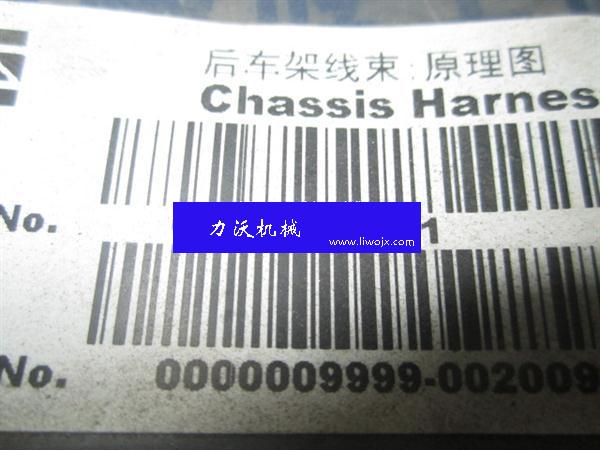 后车架线束 原理图
Chassis Harnes
No.
1
力沃机械
www.liwojx.com
No.
0000009999-002009